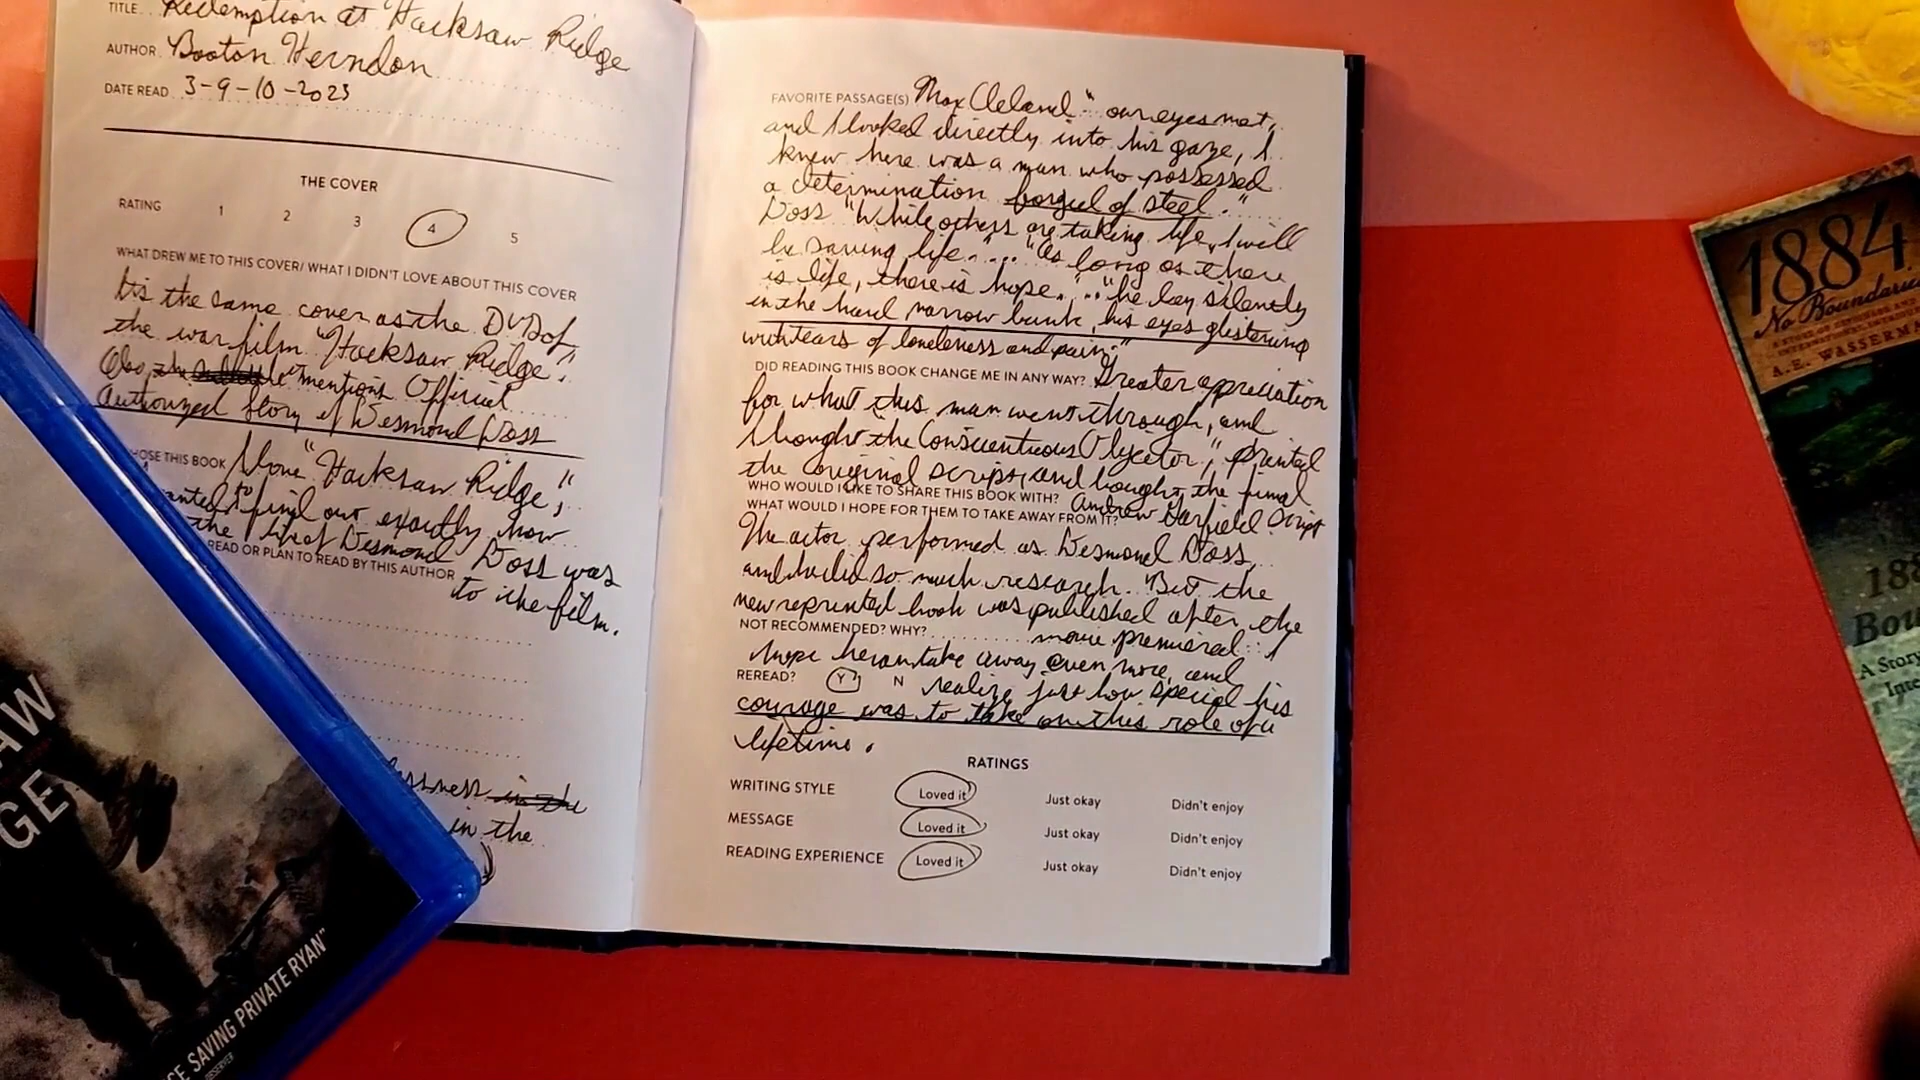 TITLE Redemption at Hacksaw Ridge
AUTHOR Booton Herndon
DATE READ 3-9-10-2023
THE COVER
RATING 1 2 3 4 5
WHAT DREW ME TO THIS COVER/ WHAT I DIDN'T LOVE ABOUT THIS COVER
It's the same cover as the DVD of
the war film "Hacksaw Ridge".
Also the mentions Official
Authorized Story of Desmond Doss
HOSE THIS BOOK "Hacksaw Ridge,"
wanted to find out exactly how
the life of Desmond Doss was
READ OR PLAN TO READ BY THIS AUTHOR
to the film.
in the
in the
FAVORITE PASSAGE(S) Max Cleland "our eyes met,
and I looked directly into his gaze, I
knew here was a man who possessed
a determination forged of steel."
Doss "While others are taking life, I will
be saving life."... "As long as there
is life, there is hope."... "he lay silently
in the hard narrow bunk, his eyes glistening
with tears of loneliness and pain."
DID READING THIS BOOK CHANGE ME IN ANY WAY? Greater appreciation
for what this man went through, and
I bought the Conscientious Objector," printed
the original script, and bought the final
WHO WOULD I LIKE TO SHARE THIS BOOK WITH? script
WHAT WOULD I HOPE FOR THEM TO TAKE AWAY FROM IT? Andrew Garfield
The actor performed as Desmond Doss,
and he did so much research. But the
new reprinted book was published after the
NOT RECOMMENDED? WHY? movie premiered. I
hope he can take away even more, and
REREAD? Y N realize just how special his
courage was to take on this role of a
lifetime.
RATINGS
WRITING STYLE Loved it Just okay Didn't enjoy
MESSAGE Loved it Just okay Didn't enjoy
READING EXPERIENCE Loved it Just okay Didn't enjoy
AW
GE
SAVING PRIVATE RYAN"
1884
No Boundaries
A.E. WASSERMA
188
Bou
A Story
Inte